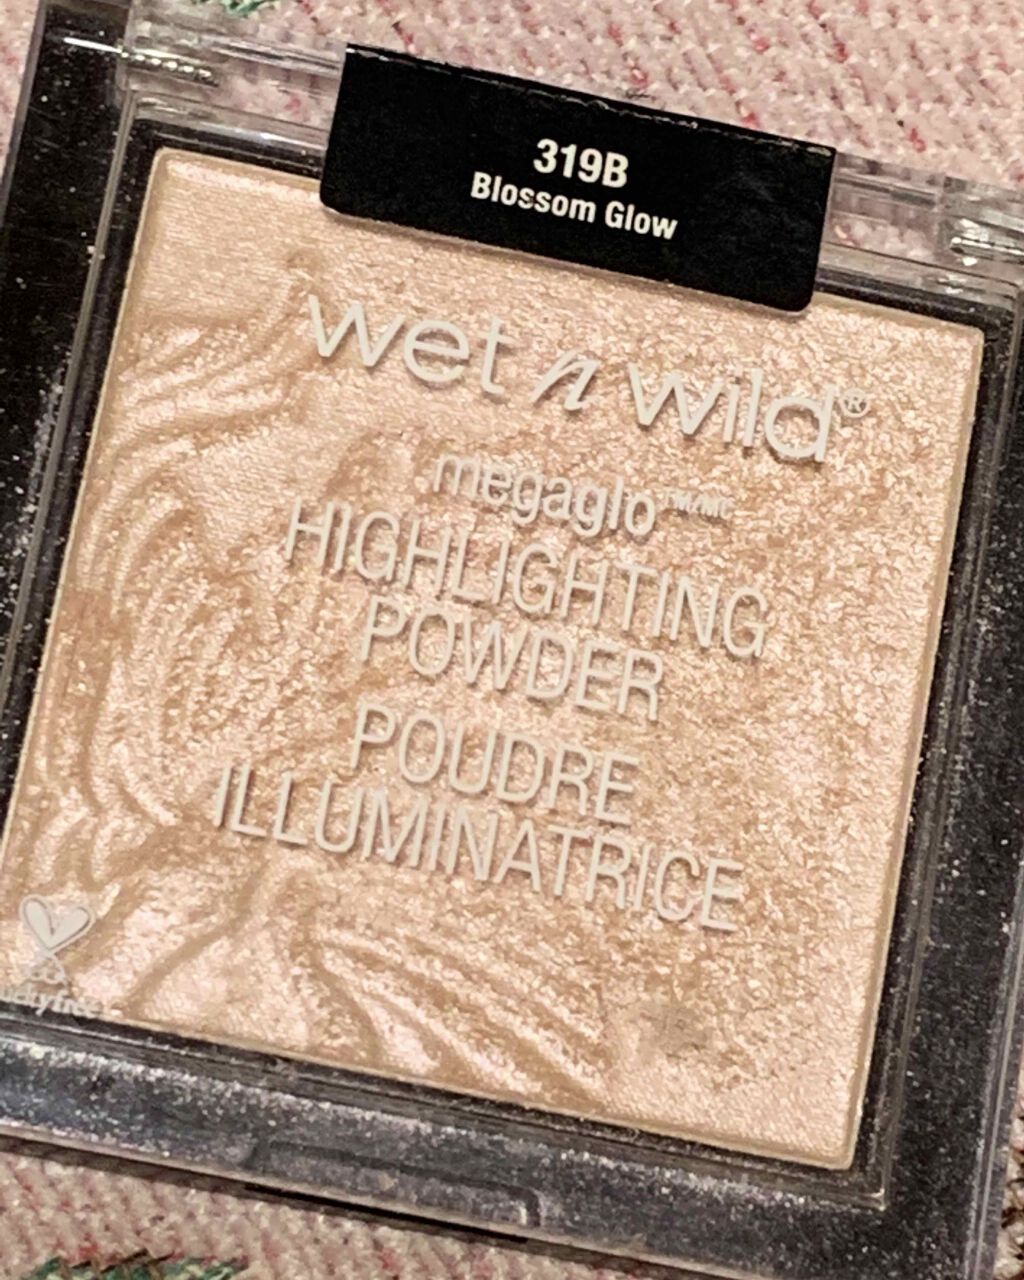 319B
Blossom Glow
wet n wild®
megaglo™/MC
HIGHLIGHTING
POWDER
POUDRE
ILLUMINATRICE